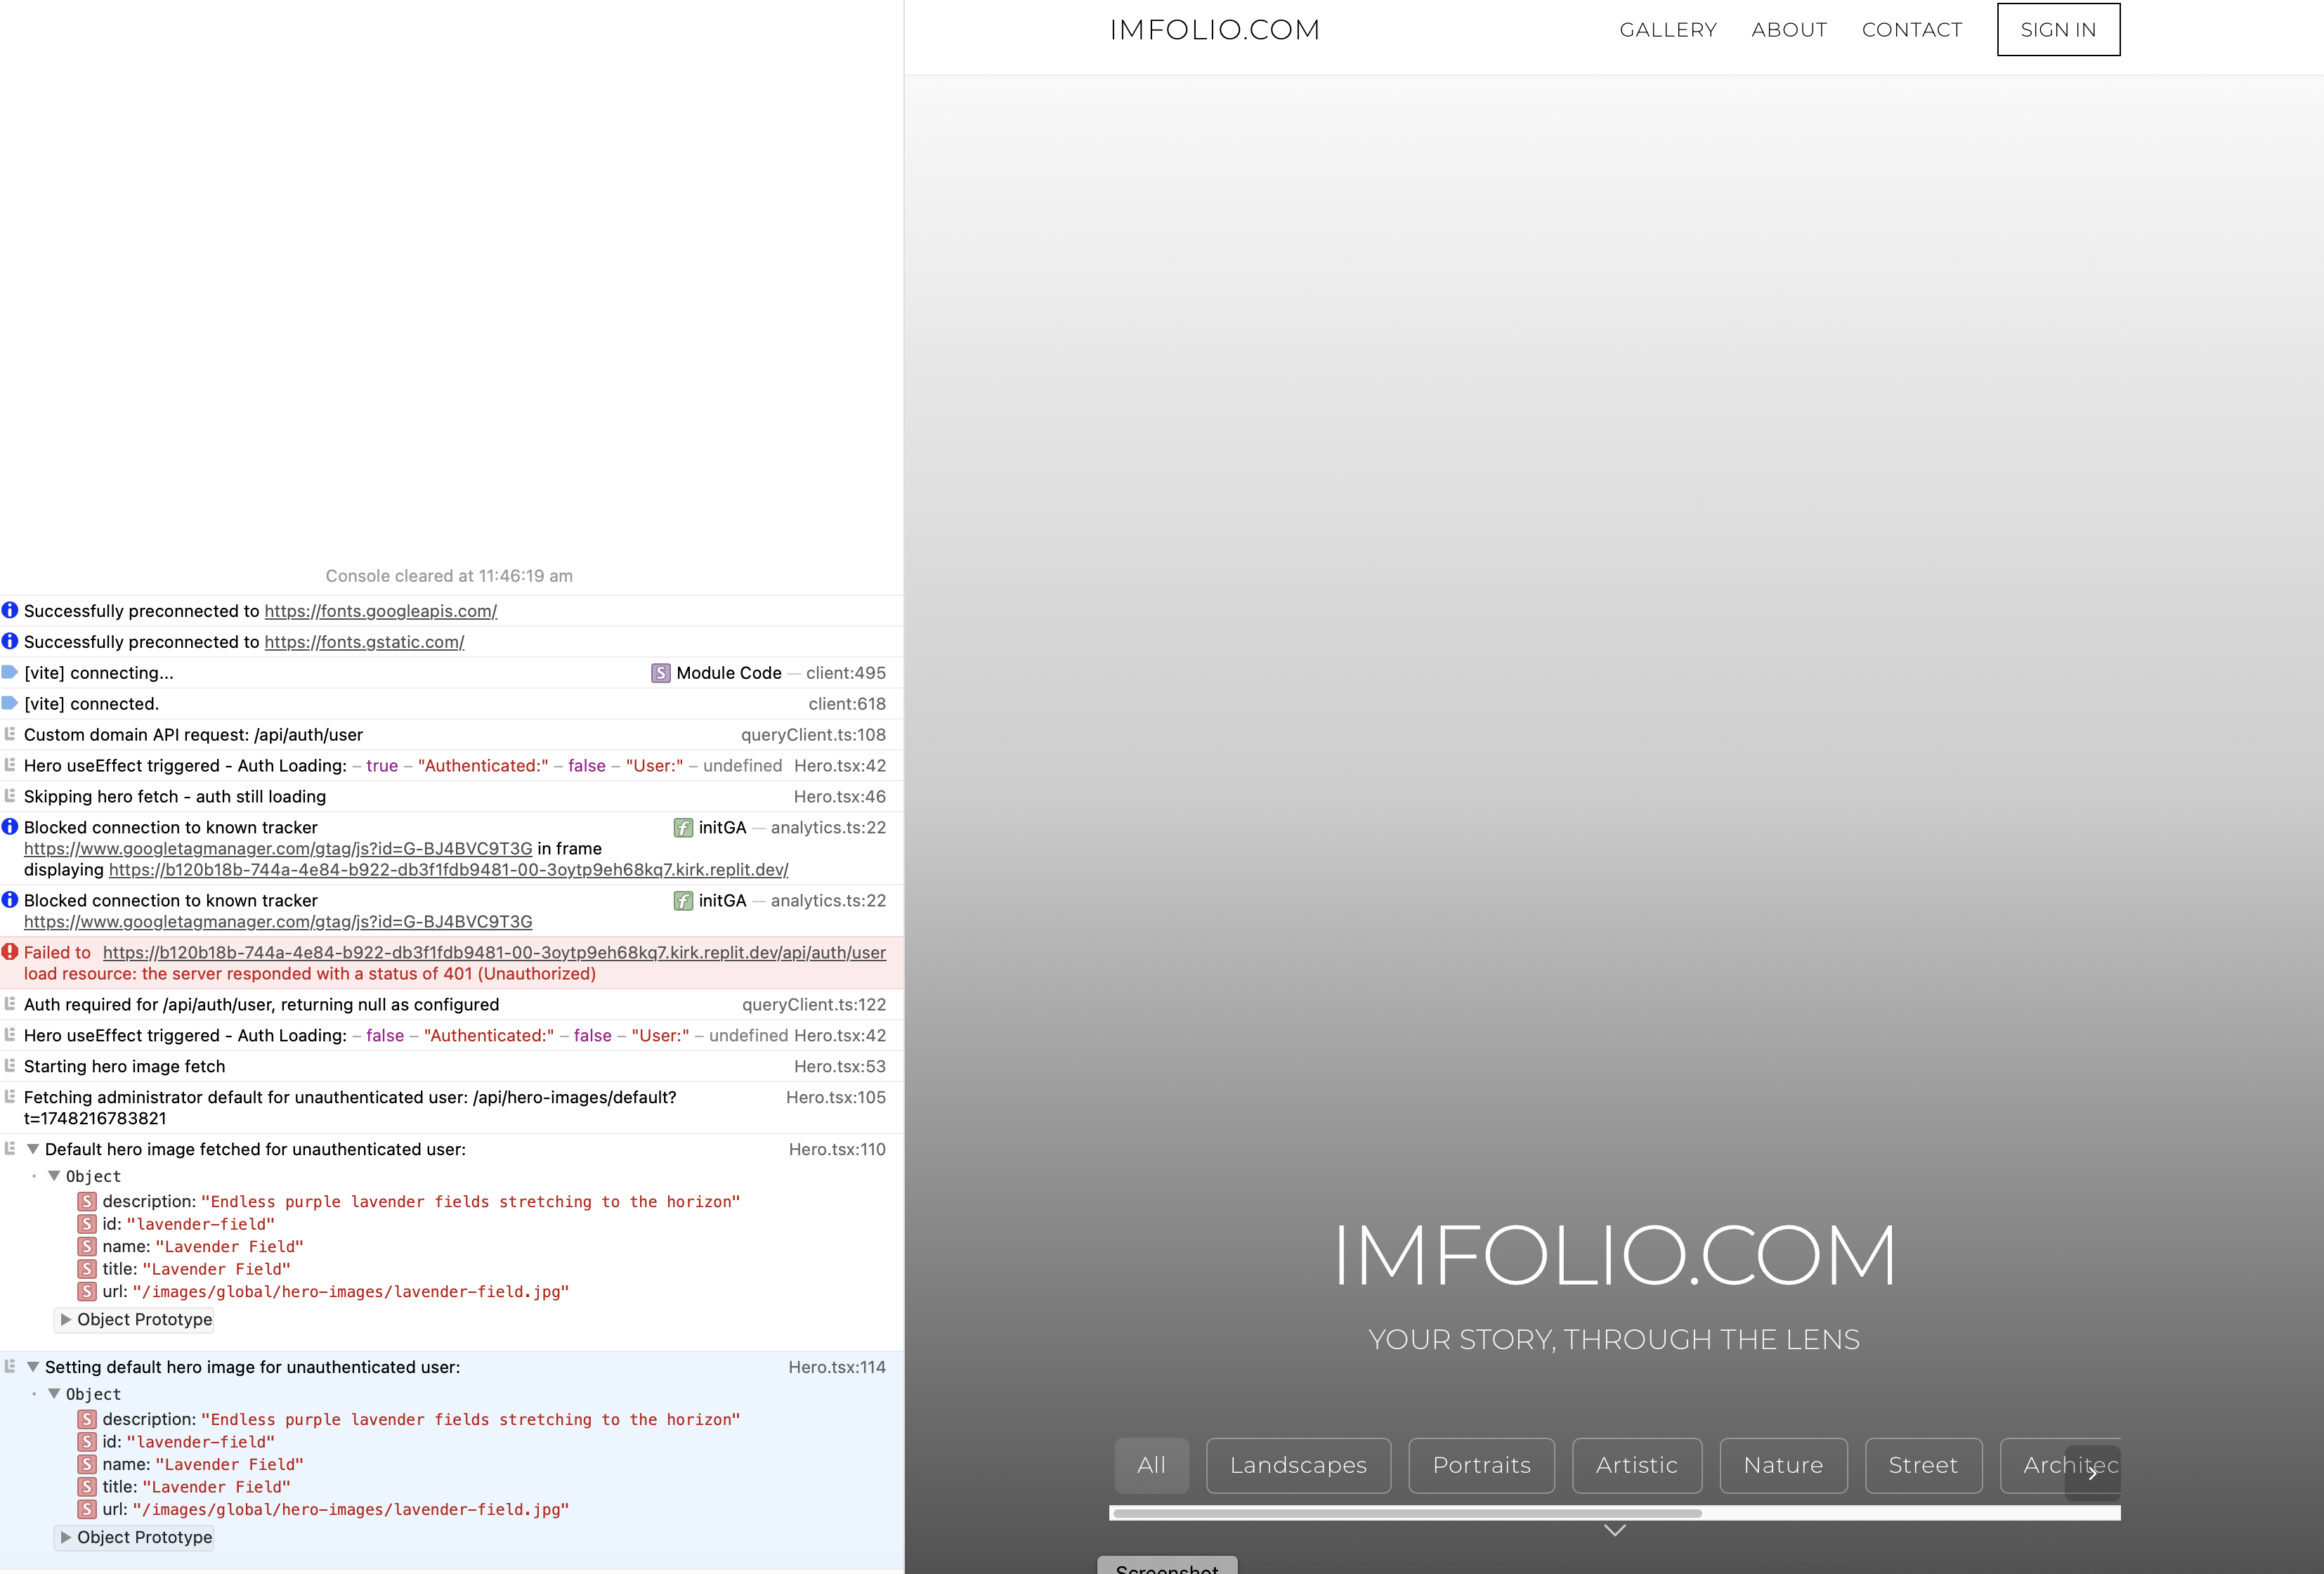 Console cleared at 11:46:19 am
Successfully preconnected to https://fonts.googleapis.com/
Successfully preconnected to https://fonts.gstatic.com/
[vite] connecting... S Module Code — client:495
[vite] connected. client:618
Custom domain API request: /api/auth/user queryClient.ts:108
Hero useEffect triggered - Auth Loading: – true – "Authenticated:" – false – "User:" – undefined Hero.tsx:42
Skipping hero fetch - auth still loading Hero.tsx:46
Blocked connection to known tracker f initGA — analytics.ts:22
https://www.googletagmanager.com/gtag/js?id=G-BJ4BVC9T3G in frame
displaying https://b120b18b-744a-4e84-b922-db3f1fdb9481-00-3oytp9eh68kq7.kirk.replit.dev/
Blocked connection to known tracker f initGA — analytics.ts:22
https://www.googletagmanager.com/gtag/js?id=G-BJ4BVC9T3G
Failed to https://b120b18b-744a-4e84-b922-db3f1fdb9481-00-3oytp9eh68kq7.kirk.replit.dev/api/auth/user
load resource: the server responded with a status of 401 (Unauthorized)
Auth required for /api/auth/user, returning null as configured queryClient.ts:122
Hero useEffect triggered - Auth Loading: – false – "Authenticated:" – false – "User:" – undefined Hero.tsx:42
Starting hero image fetch Hero.tsx:53
Fetching administrator default for unauthenticated user: /api/hero-images/default? Hero.tsx:105
t=1748216783821
Default hero image fetched for unauthenticated user: Hero.tsx:110
Object
S description: "Endless purple lavender fields stretching to the horizon"
S id: "lavender-field"
S name: "Lavender Field"
S title: "Lavender Field"
S url: "/images/global/hero-images/lavender-field.jpg"
Object Prototype
Setting default hero image for unauthenticated user: Hero.tsx:114
Object
S description: "Endless purple lavender fields stretching to the horizon"
S id: "lavender-field"
S name: "Lavender Field"
S title: "Lavender Field"
S url: "/images/global/hero-images/lavender-field.jpg"
Object Prototype
IMFOLIO.COM GALLERY ABOUT CONTACT SIGN IN
IMFOLIO.COM
YOUR STORY, THROUGH THE LENS
All Landscapes Portraits Artistic Nature Street Architec
Screenshot